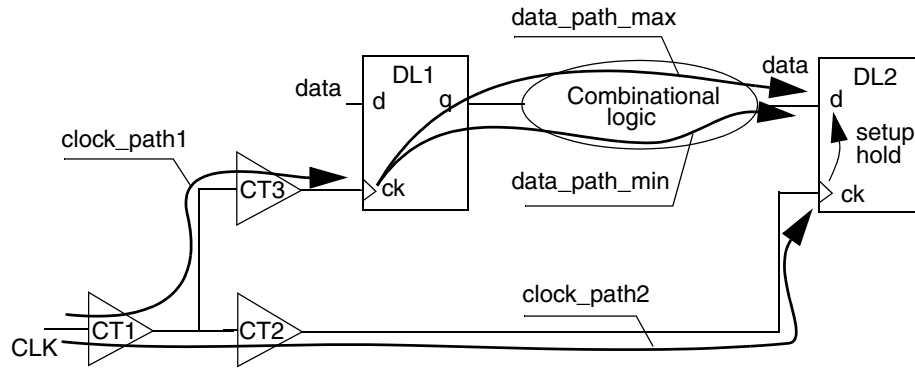 data_path_max
DL1
data
DL2
data
d
q
Combinational
logic
d
clock_path1
setup
hold
CT3
ck
data_path_min
ck
clock_path2
CT1
CT2
CLK